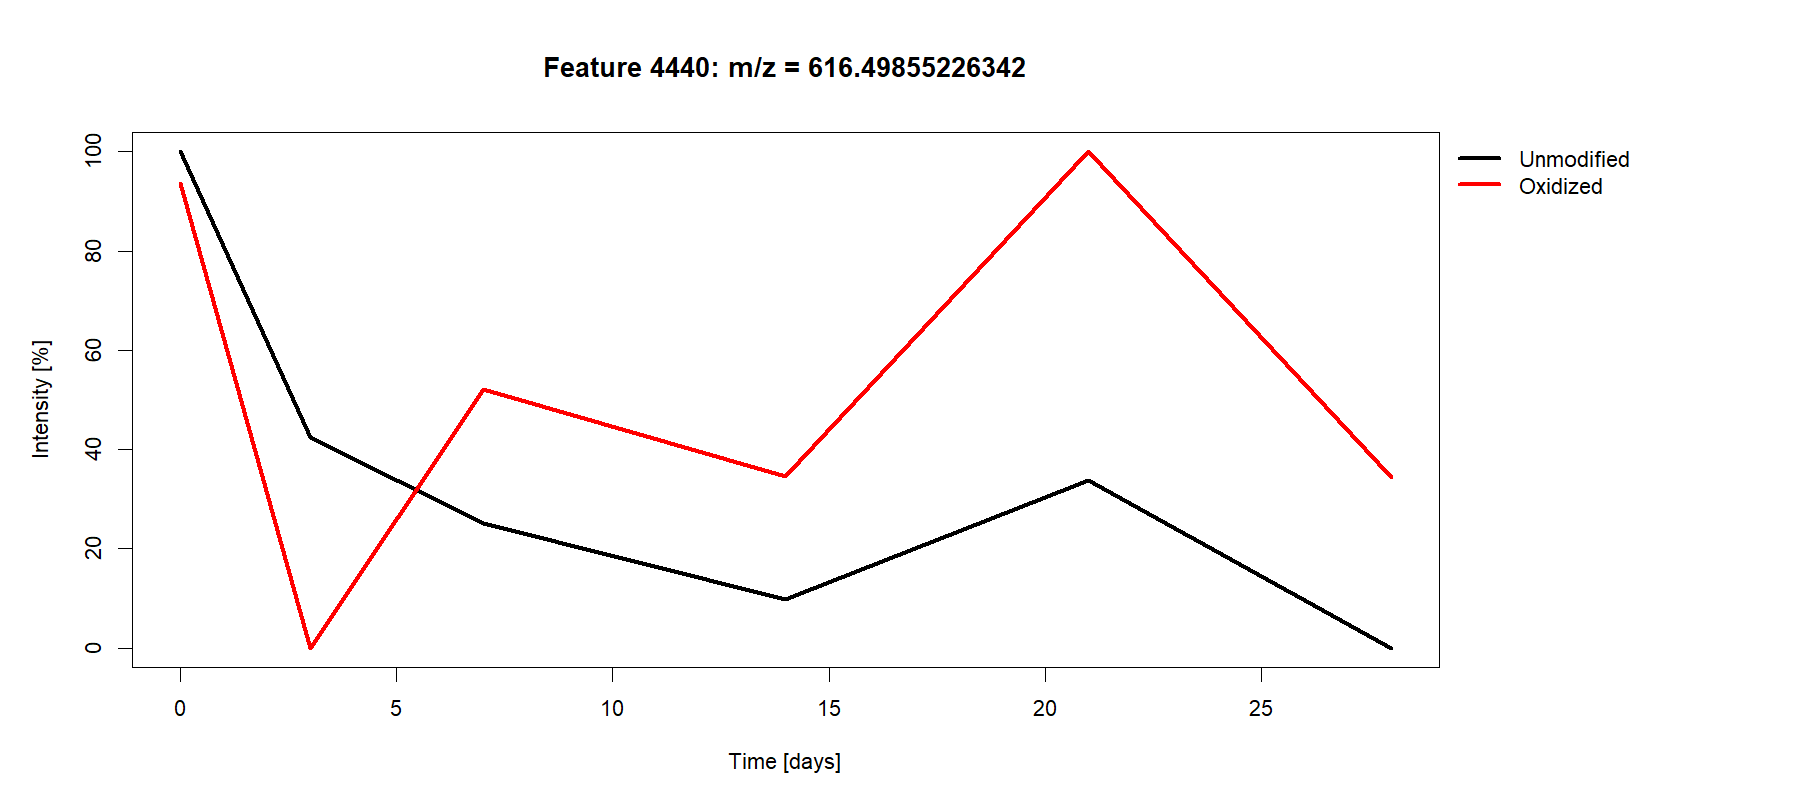 Feature 4440: m/z = 616.49855226342
Unmodified
Oxidized
Intensity [%]
100
80
60
40
20
0
0 5 10 15 20 25
Time [days]